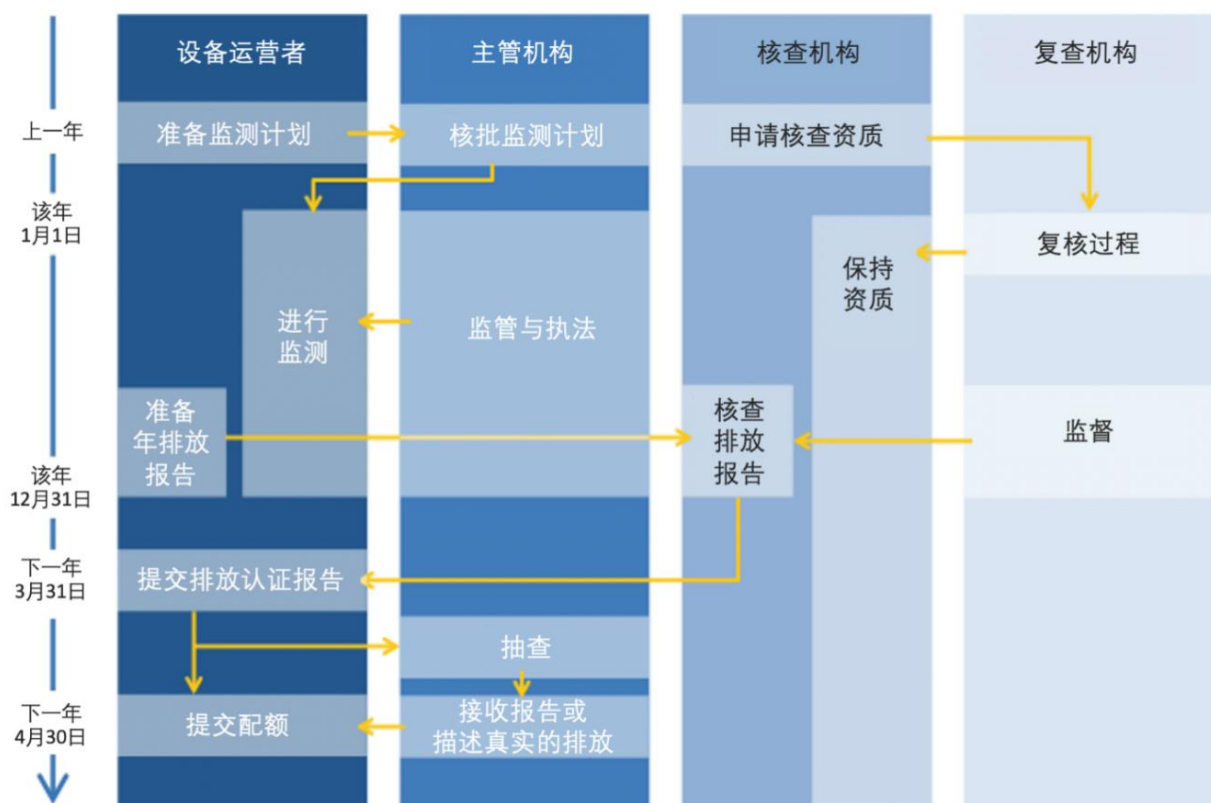 设备运营者
主管机构
核查机构
复查机构
上一年
准备监测计划
核批监测计划
申请核查资质
该年
1月1日
复核过程
保持
资质
进行
监测
监管与执法
准备
年排放
报告
核查
排放
报告
监督
该年
12月31日
下一年
3月31日
提交排放认证报告
抽查
下一年
4月30日
提交配额
接收报告或
描述真实的排放